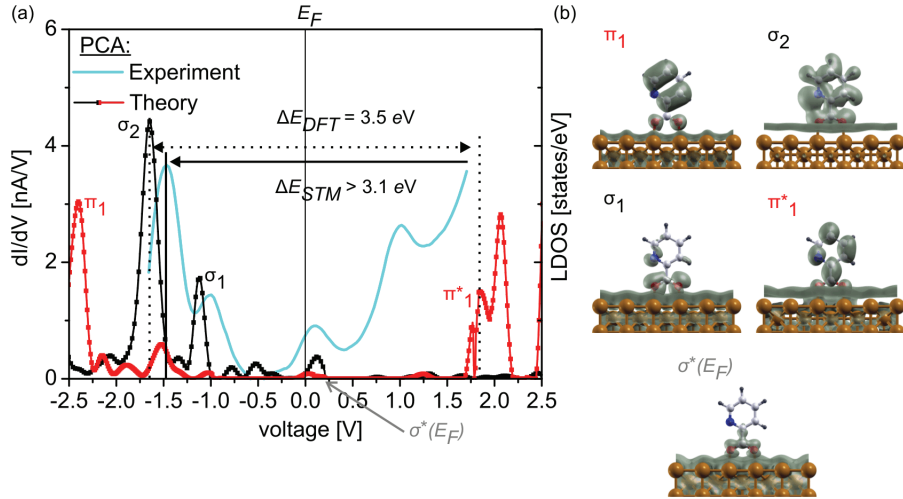 (a)
E_F
PCA:
Experiment
Theory
σ₂
ΔE_DFT = 3.5 eV
ΔE_STM > 3.1 eV
π₁
σ₁
π*₁
dI/dV [nA/V]
LDOS [states/eV]
6
4
2
0
-2.5 -2.0 -1.5 -1.0 -0.5 0.0 0.5 1.0 1.5 2.0 2.5
voltage [V]
σ*(E_F)
(b)
π₁
σ₂
σ₁
π*₁
σ*(E_F)